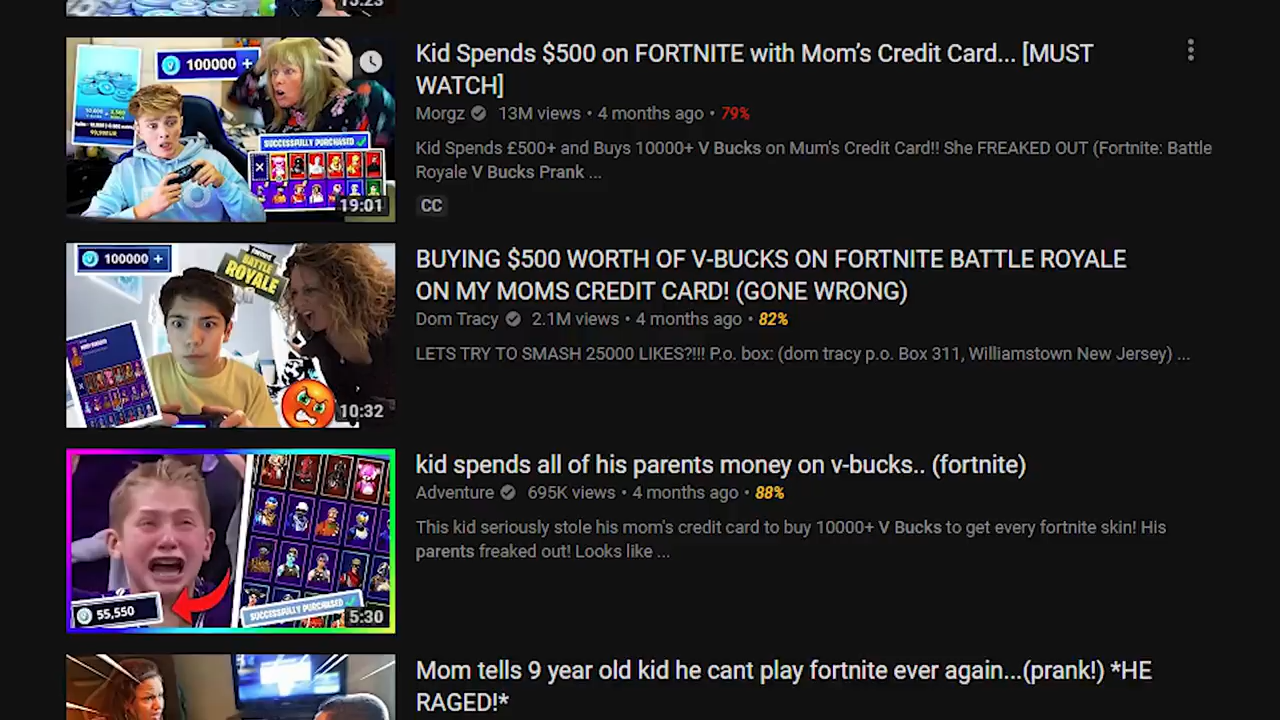 13:23
100000 +
Kid Spends $500 on FORTNITE with Mom's Credit Card... [MUST
WATCH]
Morgz 13M views • 4 months ago • 79%
Kid Spends £500+ and Buys 10000+ V Bucks on Mum's Credit Card!! She FREAKED OUT (Fortnite: Battle
Royale V Bucks Prank ...
SUCCESSFULLY PURCHASED
19:01
CC
100000 +
BATTLE
ROYALE
BUYING $500 WORTH OF V-BUCKS ON FORTNITE BATTLE ROYALE
ON MY MOMS CREDIT CARD! (GONE WRONG)
Dom Tracy 2.1M views • 4 months ago • 82%
LETS TRY TO SMASH 25000 LIKES?!!! P.o. box: (dom tracy p.o. Box 311, Williamstown New Jersey) ...
10:32
kid spends all of his parents money on v-bucks.. (fortnite)
Adventure 695K views • 4 months ago • 88%
This kid seriously stole his mom's credit card to buy 10000+ V Bucks to get every fortnite skin! His
parents freaked out! Looks like ...
55,550
SUCCESSFULLY PURCHASED
5:30
Mom tells 9 year old kid he cant play fortnite ever again...(prank!) *HE
RAGED!*